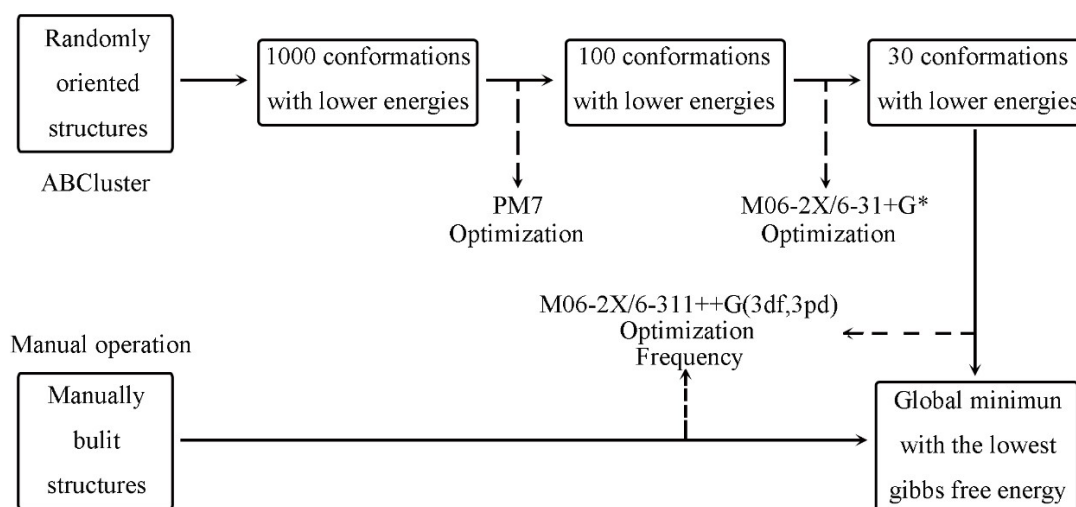 Randomly
oriented
structures
ABCluster
1000 conformations
with lower energies
100 conformations
with lower energies
30 conformations
with lower energies
PM7
Optimization
M06-2X/6-31+G*
Optimization
M06-2X/6-311++G(3df,3pd)
Optimization
Frequency
Manual operation
Manually
bulit
structures
Global minimun
with the lowest
gibbs free energy